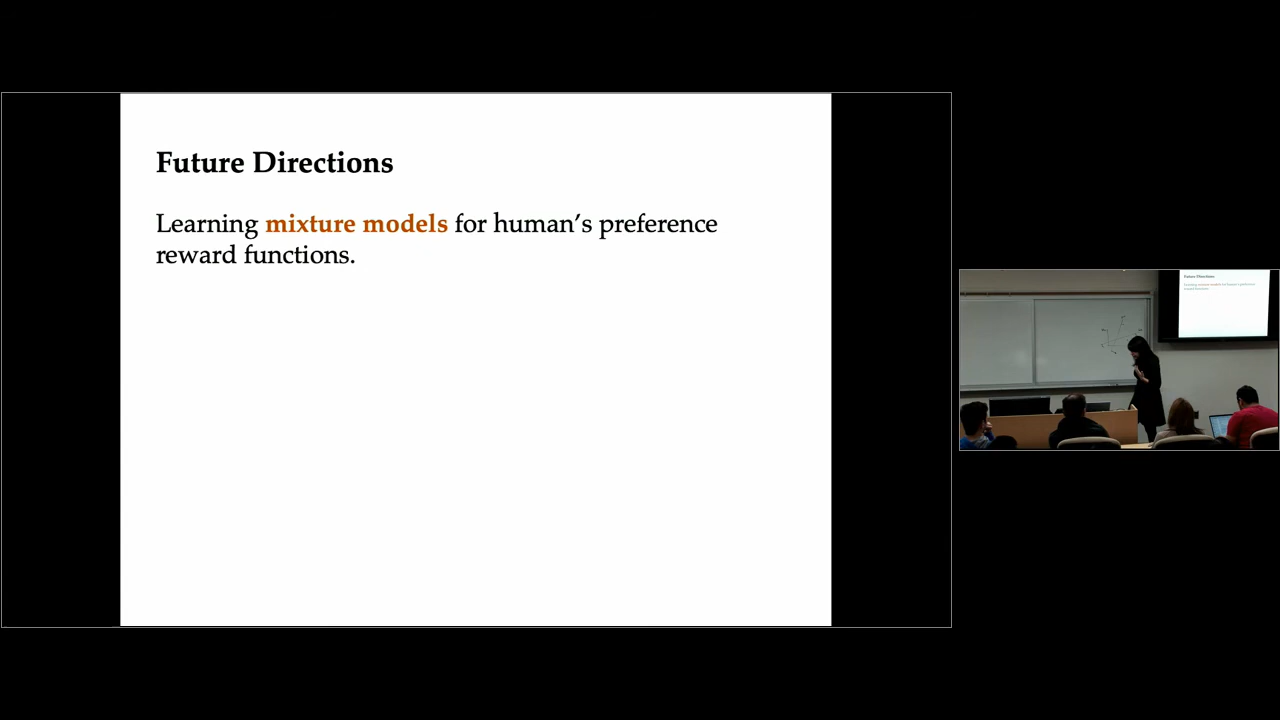 Future Directions
Learning mixture models for human’s preference
reward functions.